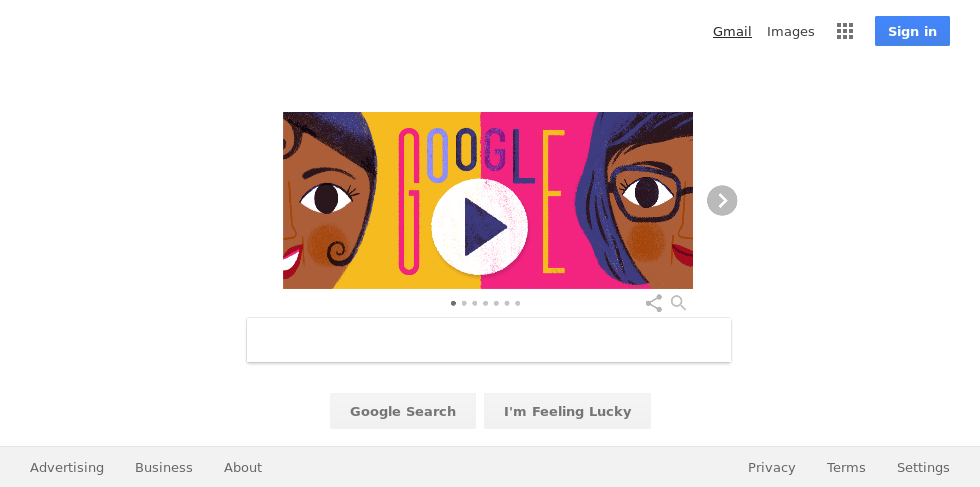 Gmail Images Sign in
GOOGLE
Google Search I'm Feeling Lucky
Advertising Business About Privacy Terms Settings